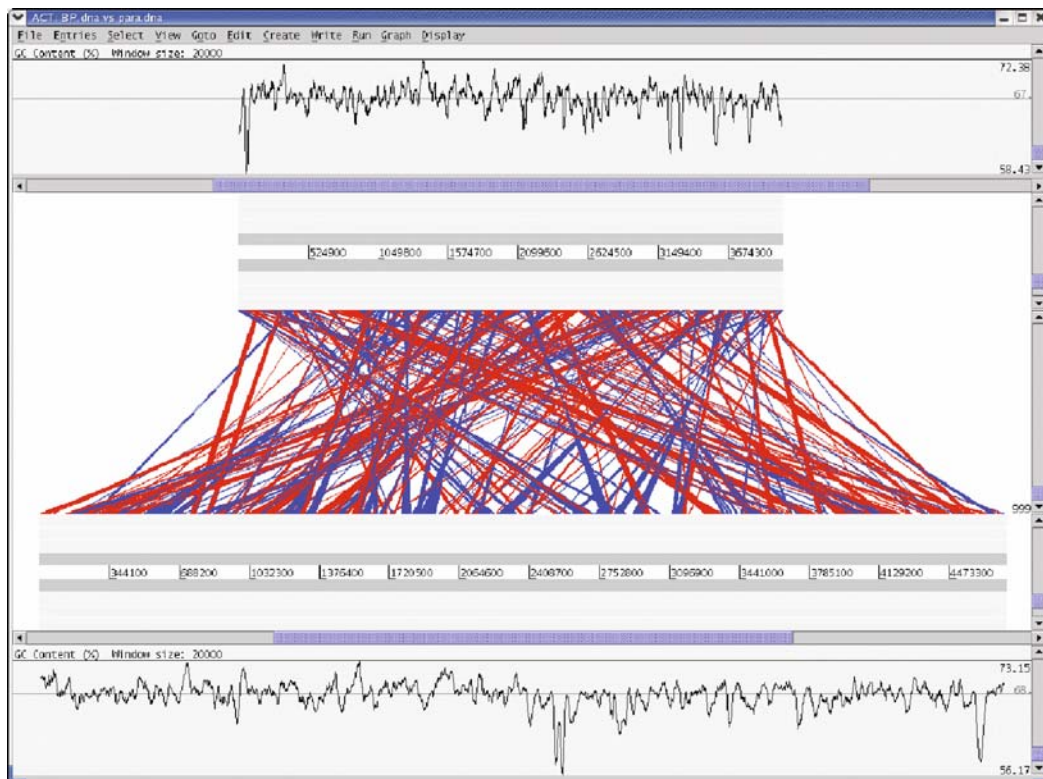 ACT: BP.dna vs para.dna
File Entries Select View Goto Edit Create Write Run Graph Display
GC Content (%) Window size: 20000
72.38
67.
58.43
524900 1049800 1574700 2099600 2624500 3149400 3674300
999
344100 688200 1032300 1376400 1720500 2064600 2408700 2752800 3096900 3441000 3785100 4129200 4473300
GC Content (%) Window size: 20000
73.15
68.
56.17